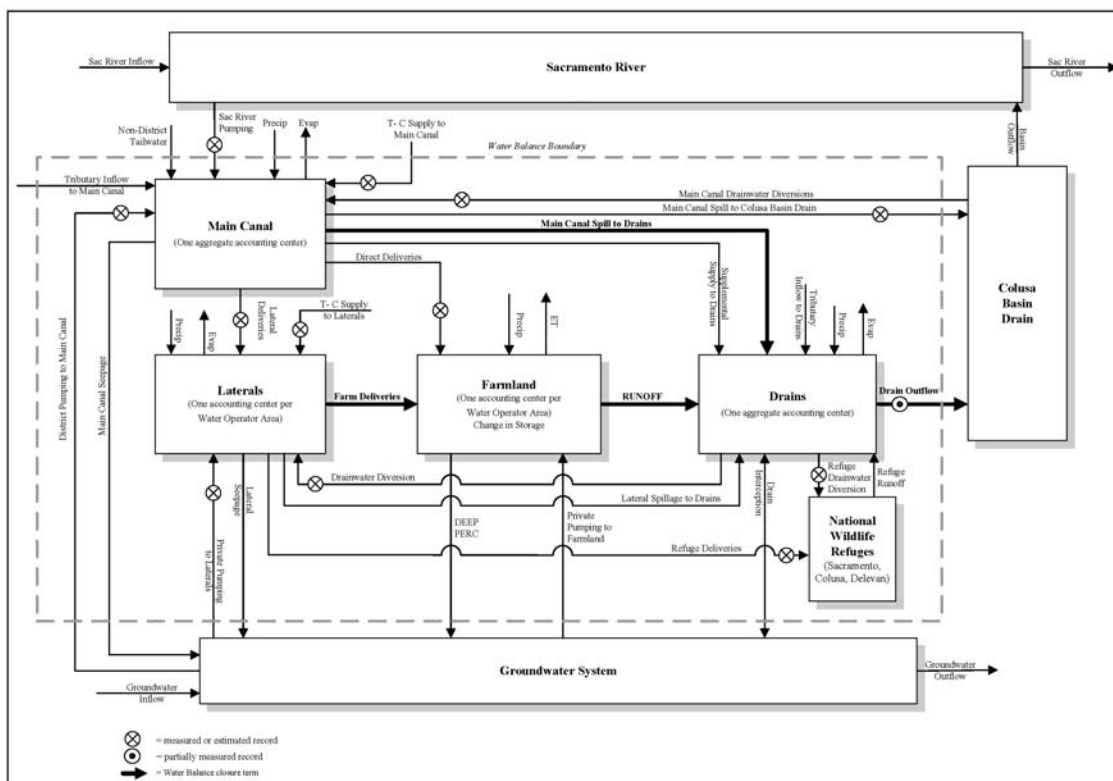 Sac River Inflow
Sacramento River
Sac River
Outflow
Non-District
Tailwater
Sac River
Pumping
Precip
Evap
T- C Supply to
Main Canal
Water Balance Boundary
Basin
Outflow
Tributary Inflow
to Main Canal
Main Canal
(One aggregate accounting center)
Main Canal Drainwater Diversions
Main Canal Spill to Colusa Basin Drain
Main Canal Spill to Drains
Direct Deliveries
Colusa
Basin
Drain
District Pumping to Main Canal
Main Canal Seepage
Precip
Evap
Lateral
Deliveries
T- C Supply
to Laterals
Precip
ET
Supplemental
Supply to Drains
Tributary
Inflow to Drains
Precip
Evap
Laterals
(One accounting center per
Water Operator Area)
Farm Deliveries
Farmland
(One accounting center per
Water Operator Area)
Change in Storage
RUNOFF
Drains
(One aggregate accounting center)
Drain Outflow
Private Pumping
to Laterals
Lateral
Seepage
Drainwater Diversion
Lateral Spillage to Drains
DEEP
PERC
Private
Pumping to
Farmland
Refuge Deliveries
Drain
Interception
Refuge
Drainwater
Diversion
Refuge
Runoff
National
Wildlife
Refuges
(Sacramento,
Colusa, Delevan)
Groundwater System
Groundwater
Inflow
Groundwater
Outflow
= measured or estimated record
= partially measured record
= Water Balance closure term